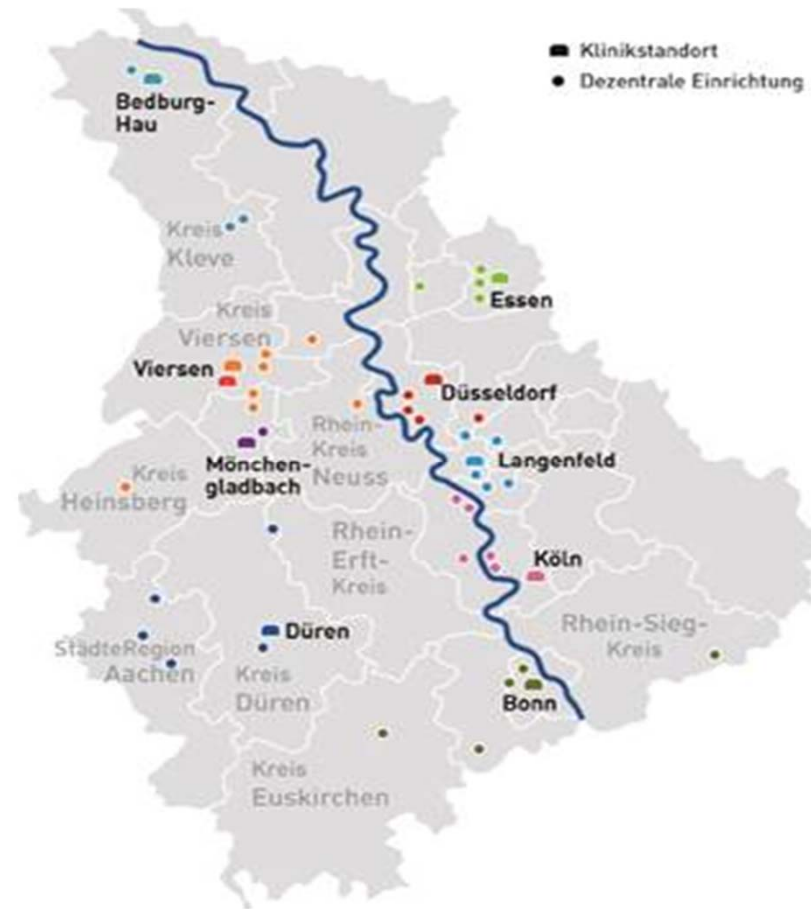 Klinikstandort
Dezentrale Einrichtung
Bedburg-
Hau
Kreis
Kleve
Essen
Kreis
Viersen
Viersen
Düsseldorf
Rhein-
Kreis
Neuss
Mönchen-
gladbach
Langenfeld
Kreis
Heinsberg
Rhein-
Erft-
Kreis
Köln
Düren
Rhein-Sieg-
Kreis
StädteRegion
Aachen
Kreis
Düren
Bonn
Kreis
Euskirchen